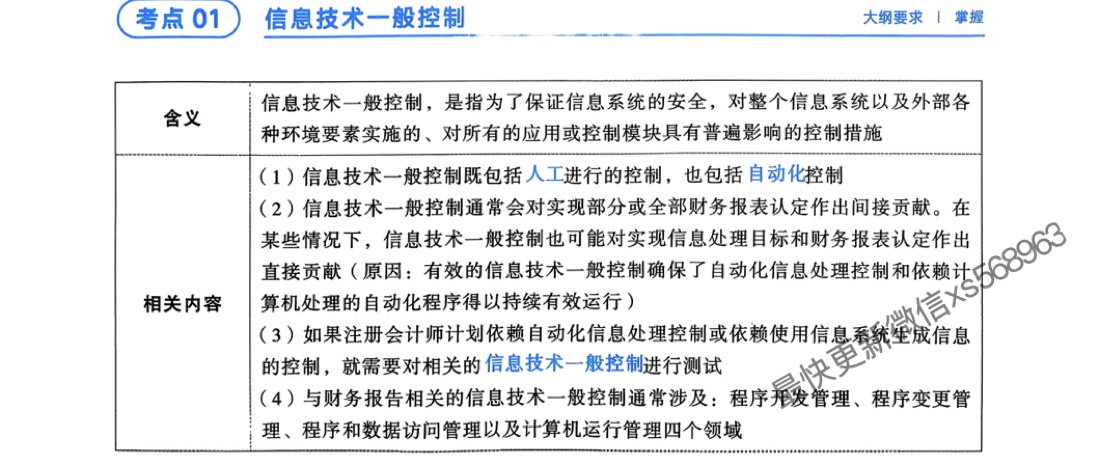 考点 01 信息技术一般控制 大纲要求 | 掌握
含义
信息技术一般控制，是指为了保证信息系统的安全，对整个信息系统以及外部各
种环境要素实施的、对所有的应用或控制模块具有普遍影响的控制措施
相关内容
（1）信息技术一般控制既包括人工进行的控制，也包括自动化控制
（2）信息技术一般控制通常会对实现部分或全部财务报表认定作出间接贡献。在
某些情况下，信息技术一般控制也可能对实现信息处理目标和财务报表认定作出
直接贡献（原因：有效的信息技术一般控制确保了自动化信息处理控制和依赖计
算机处理的自动化程序得以持续有效运行）
（3）如果注册会计师计划依赖自动化信息处理控制或依赖使用信息系统生成信息
的控制，就需要对相关的信息技术一般控制进行测试
（4）与财务报告相关的信息技术一般控制通常涉及：程序开发管理、程序变更管
理、程序和数据访问管理以及计算机运行管理四个领域
最快更新微信xs568963